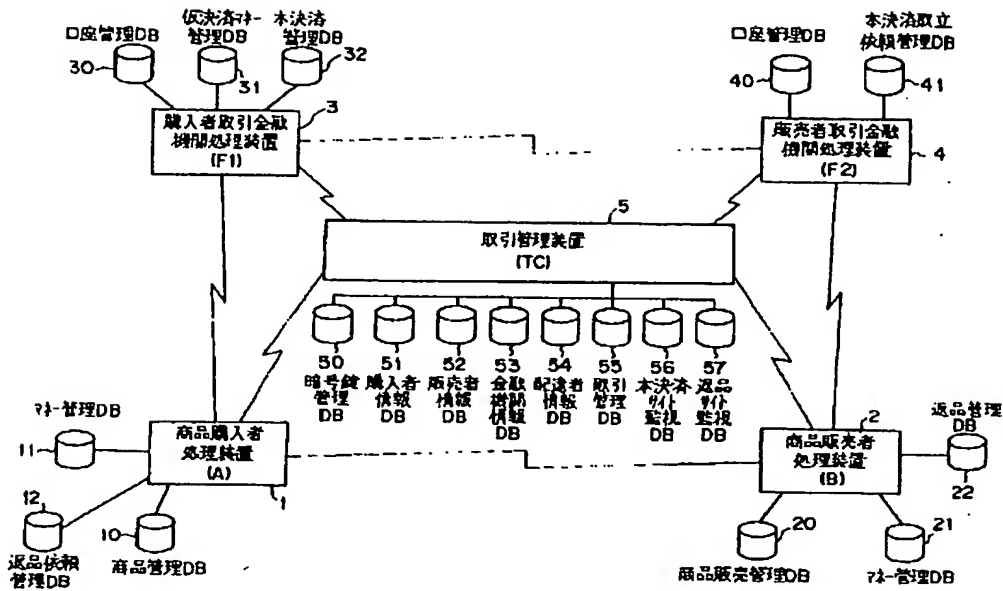 口座管理DB
30
仮決済マネー
管理DB
31
本決済
管理DB
32
口座管理DB
40
本決済取立
依頼管理DB
41
3
購入者取引金融
機関処理装置
(F1)
販売者取引金融
機関処理装置
(F2)
4
5
取引管理装置
(TC)
50
暗号鍵
管理
DB
51
購入者
情報
DB
52
販売者
情報
DB
53
金融
機関
情報
DB
54
配達者
情報
DB
55
取引
管理
DB
56
本決済
サイト
監視
DB
57
返品
サイト
監視
DB
マネー管理DB
11
商品購入者
処理装置
(A)
1
12
返品依頼
管理DB
10
商品管理DB
2
商品販売者
処理装置
(B)
返品管理
DB
22
20
商品販売管理DB
21
マネー管理DB